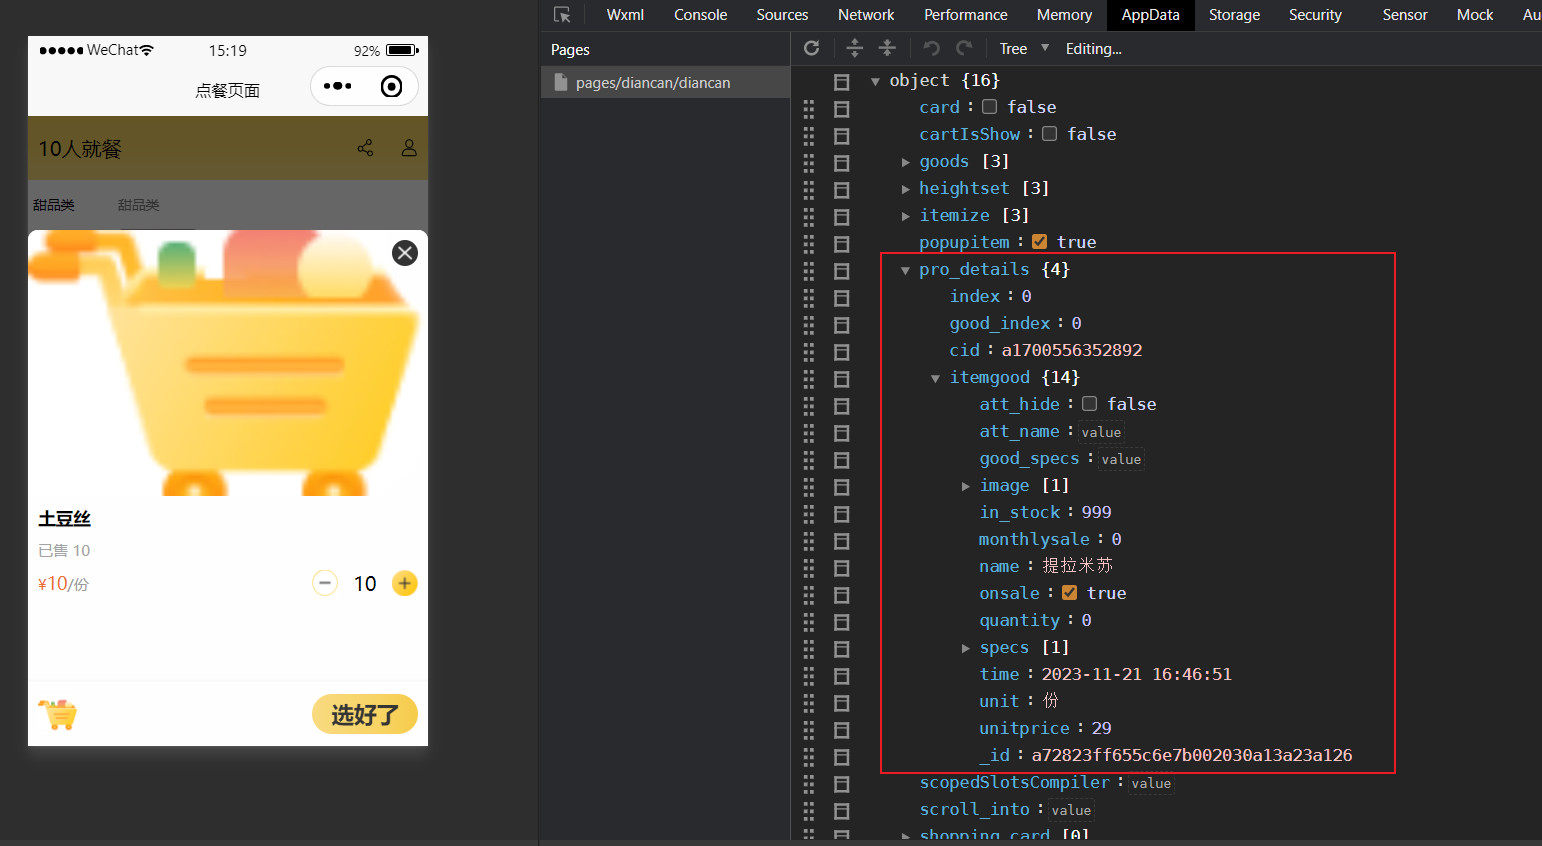 WeChat
15:19
92%
点餐页面
10人就餐
甜品类
甜品类
土豆丝
已售 10
¥10/份
10
选好了
Wxml
Console
Sources
Network
Performance
Memory
AppData
Storage
Security
Sensor
Mock
Au
Pages
Tree
Editing...
pages/diancan/diancan
object {16}
card : false
cartIsShow : false
goods [3]
heightset [3]
itemize [3]
popupitem : true
pro_details {4}
index : 0
good_index : 0
cid : a1700556352892
itemgood {14}
att_hide : false
att_name : value
good_specs : value
image [1]
in_stock : 999
monthlysale : 0
name : 提拉米苏
onsale : true
quantity : 0
specs [1]
time : 2023-11-21 16:46:51
unit : 份
unitprice : 29
_id : a72823ff655c6e7b002030a13a23a126
scopedSlotsCompiler : value
scroll_into : value
shopping_card [0]